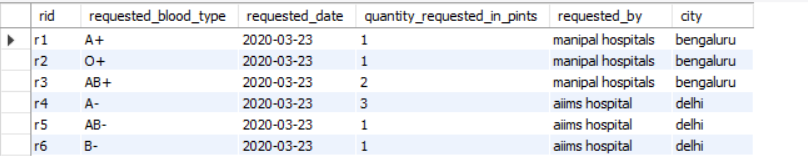 rid requested_blood_type requested_date quantity_requested_in_pints requested_by city
r1 A+ 2020-03-23 1 manipal hospitals bengaluru
r2 O+ 2020-03-23 1 manipal hospitals bengaluru
r3 AB+ 2020-03-23 2 manipal hospitals bengaluru
r4 A- 2020-03-23 3 aiims hospital delhi
r5 AB- 2020-03-23 1 aiims hospital delhi
r6 B- 2020-03-23 1 aiims hospital delhi